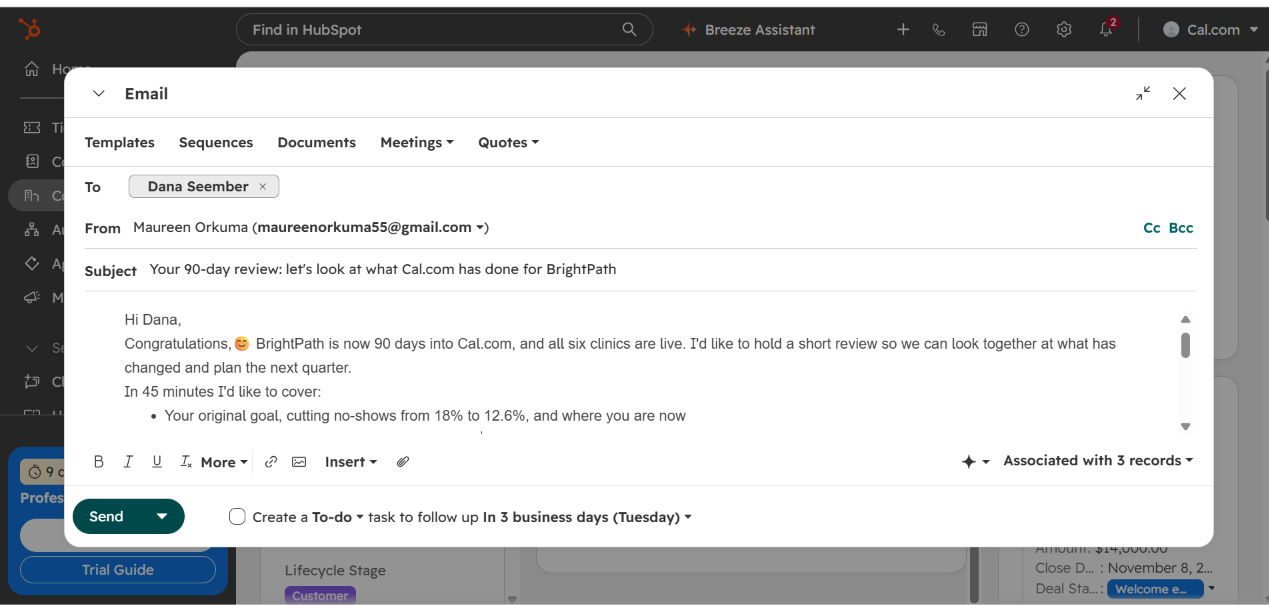 Find in HubSpot
Breeze Assistant
2
Cal.com
Email
Templates Sequences Documents Meetings Quotes
To Dana Seember ×
From Maureen Orkuma (maureenorkuma55@gmail.com)
Cc Bcc
Subject Your 90-day review: let's look at what Cal.com has done for BrightPath
Hi Dana,
Congratulations,😊 BrightPath is now 90 days into Cal.com, and all six clinics are live. I'd like to hold a short review so we can look together at what has
changed and plan the next quarter.
In 45 minutes I'd like to cover:
• Your original goal, cutting no-shows from 18% to 12.6%, and where you are now
B I U Tx More Insert
Associated with 3 records
Send
Create a To-do task to follow up In 3 business days (Tuesday)
Trial Guide
Lifecycle Stage
Customer
Amount: $14,000.00
Close D... : November 8, 2...
Deal Sta...: Welcome e...